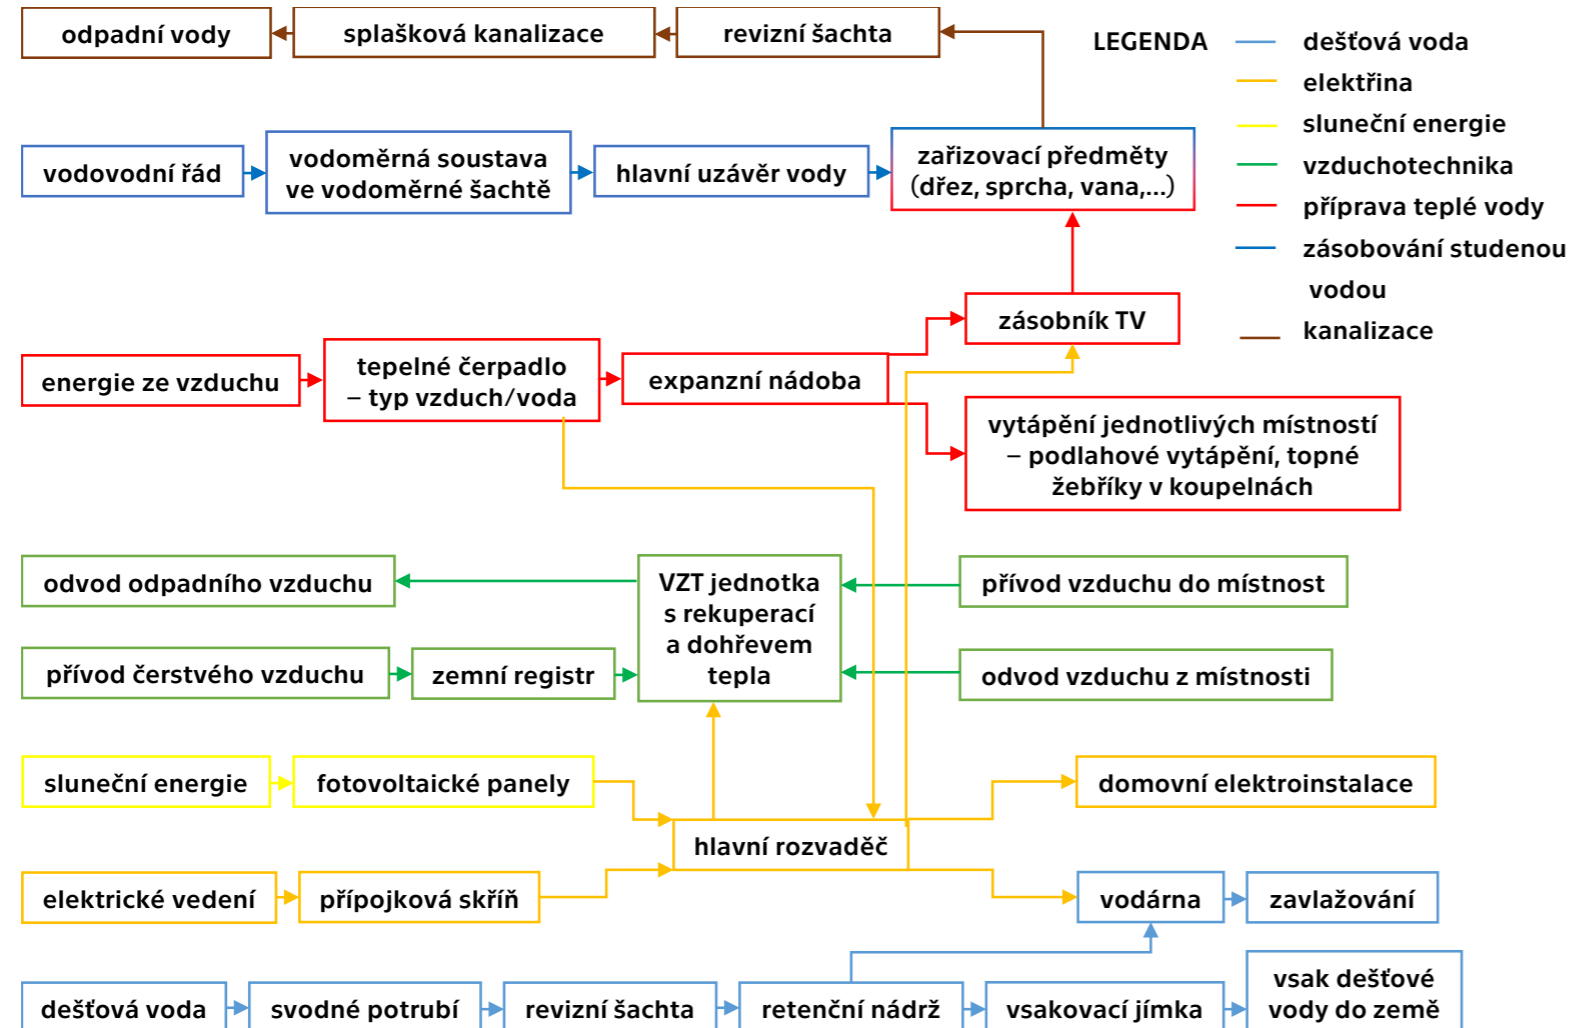 odpadní vody
splašková kanalizace
revizní šachta
LEGENDA
dešťová voda
elektřina
sluneční energie
vzduchotechnika
příprava teplé vody
zásobování studenou
vodou
kanalizace
vodovodní řád
vodoměrná soustava
ve vodoměrné šachtě
hlavní uzávěr vody
zařizovací předměty
(dřez, sprcha, vana,...)
zásobník TV
energie ze vzduchu
tepelné čerpadlo
– typ vzduch/voda
expanzní nádoba
vytápění jednotlivých místností
– podlahové vytápění, topné
žebříky v koupelnách
odvod odpadního vzduchu
VZT jednotka
s rekuperací
a dohřevem
tepla
přívod vzduchu do místnost
přívod čerstvého vzduchu
zemní registr
odvod vzduchu z místnosti
sluneční energie
fotovoltaické panely
domovní elektroinstalace
hlavní rozvaděč
elektrické vedení
přípojková skříň
vodárna
zavlažování
dešťová voda
svodné potrubí
revizní šachta
retenční nádrž
vsakovací jímka
vsak dešťové
vody do země